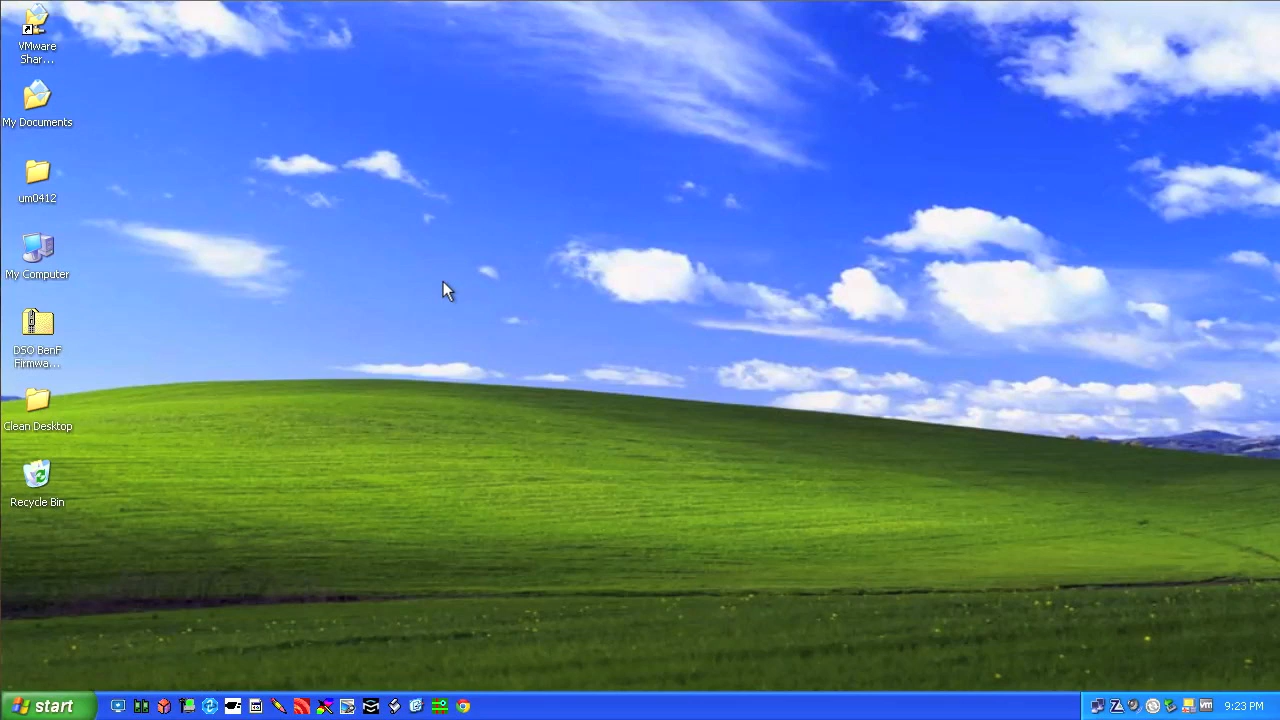 VMware
Shar...
My Documents
um0412
My Computer
DSO BenF
Firmwa...
Clean Desktop
Recycle Bin
start
9:23 PM